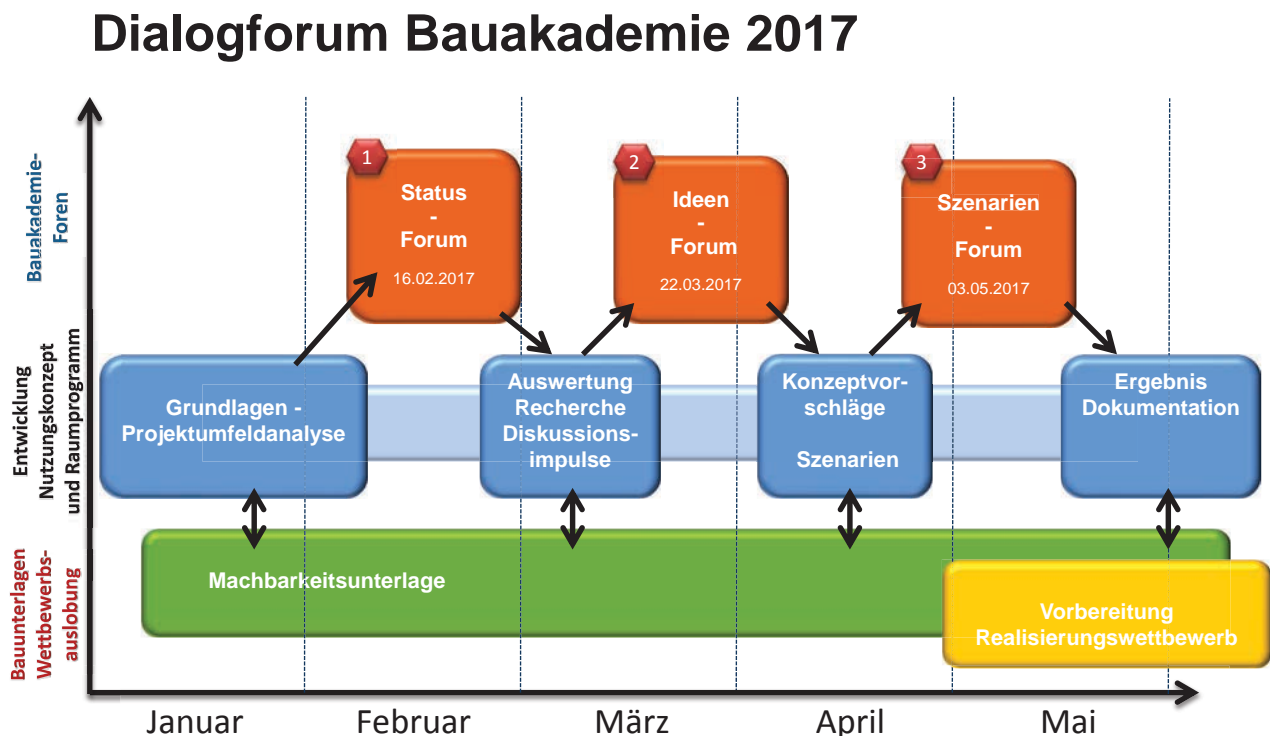 Dialogforum Bauakademie 2017
Bauakademie-
Foren
1
Status
-
Forum
16.02.2017
2
Ideen
-
Forum
22.03.2017
3
Szenarien
-
Forum
03.05.2017
Entwicklung
Nutzungskonzept
und Raumprogramm
Grundlagen -
Projektumfeldanalyse
Auswertung
Recherche
Diskussions-
impulse
Konzeptvor-
schläge
Szenarien
Ergebnis
Dokumentation
Bauunterlagen
Wettbewerbs-
auslobung
Machbarkeitsunterlage
Vorbereitung
Realisierungswettbewerb
Januar
Februar
März
April
Mai